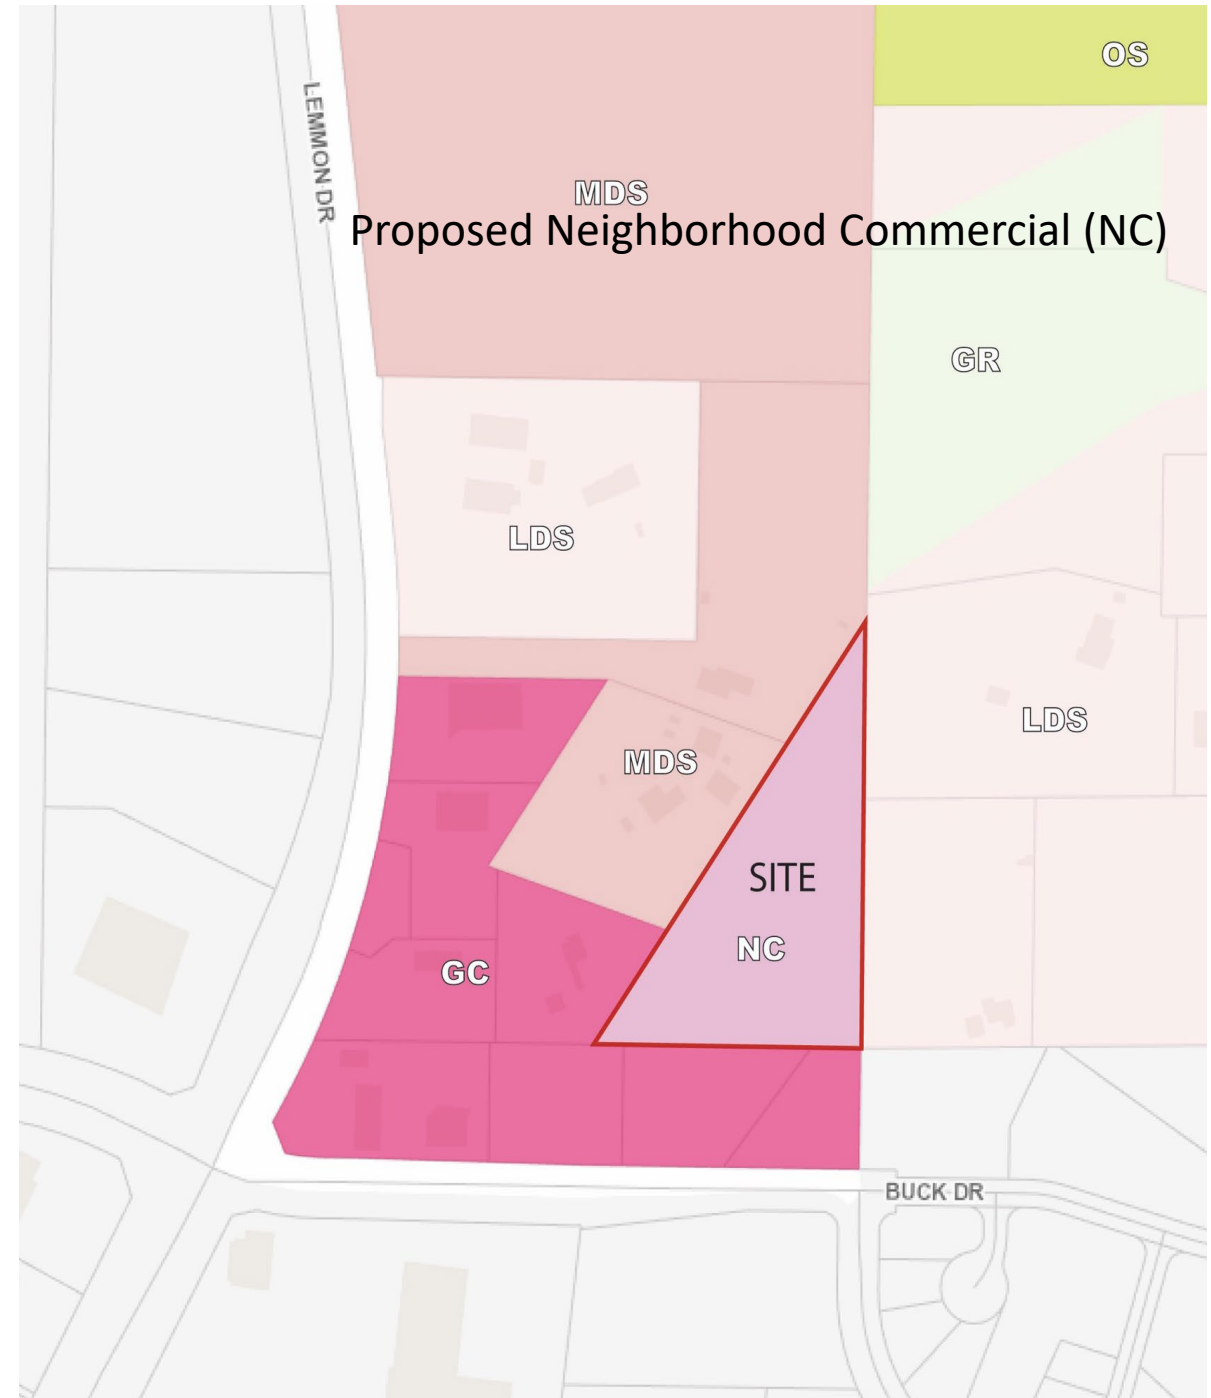 OS
LEMMON DR
MDS
Proposed Neighborhood Commercial (NC)
GR
LDS
LDS
MDS
SITE
NC
GC
BUCK DR